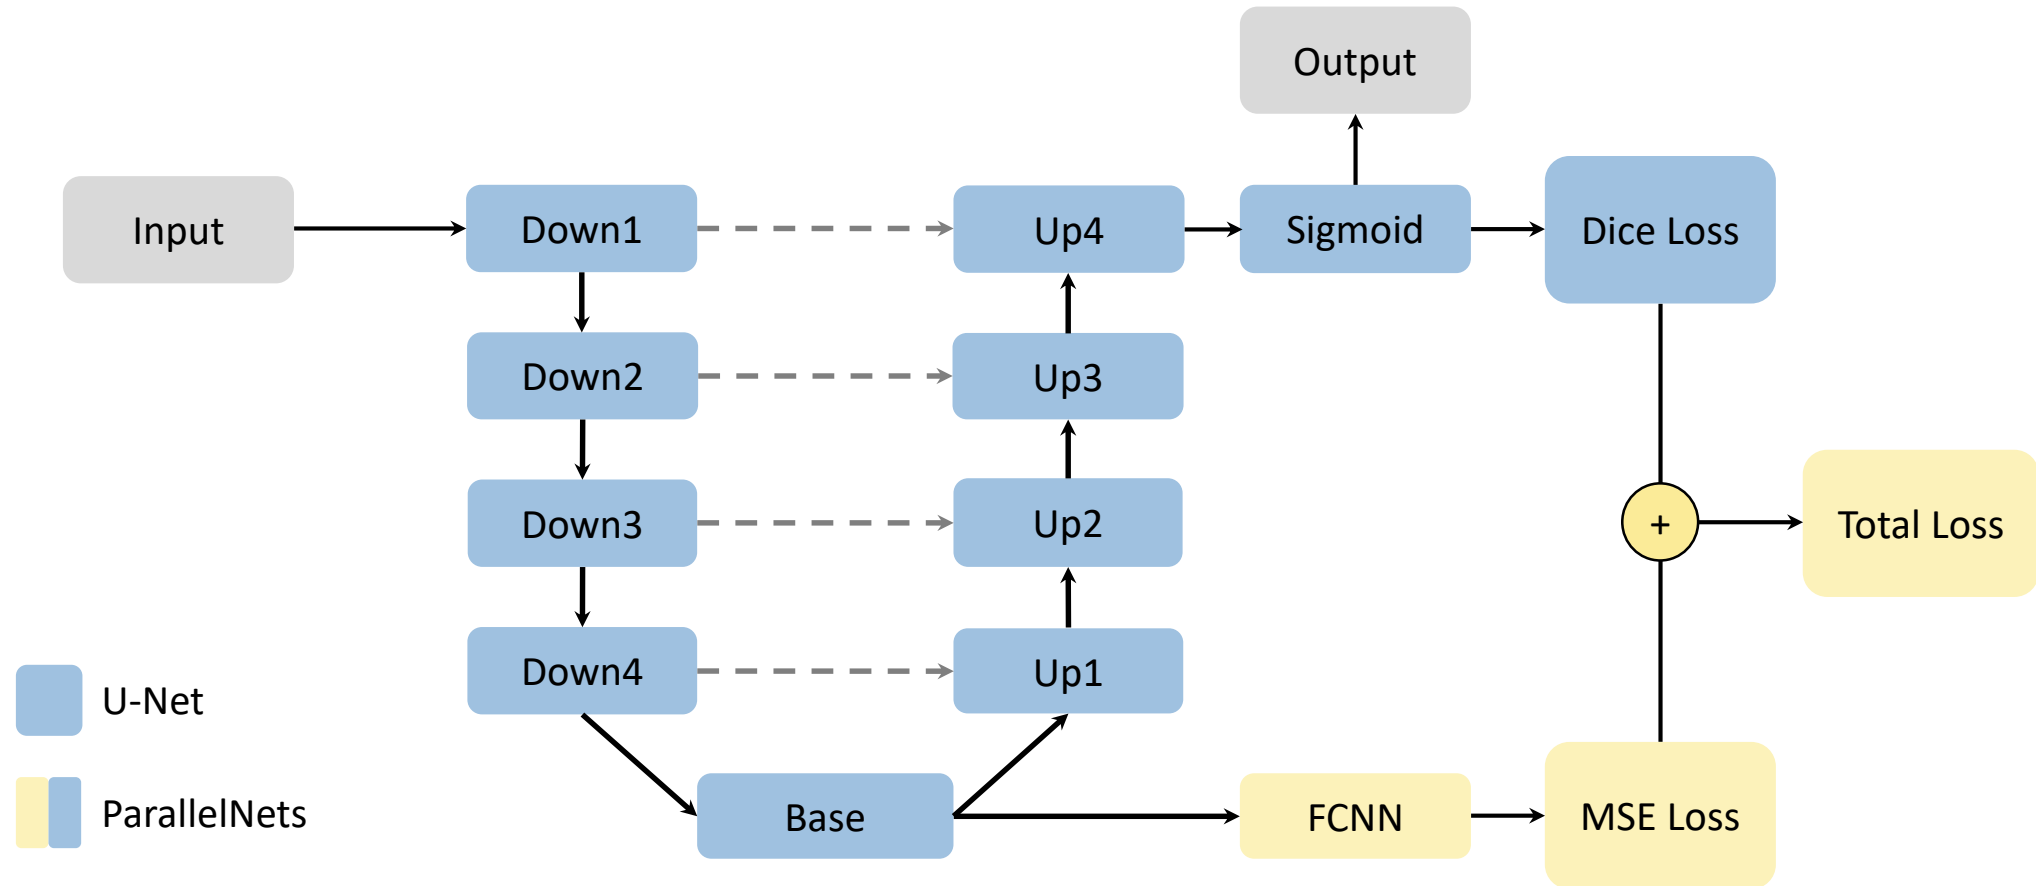 Output
Input
Down1
Up4
Sigmoid
Dice Loss
Down2
Up3
Down3
Up2
+
Total Loss
Down4
Up1
U-Net
Base
FCNN
MSE Loss
ParallelNets